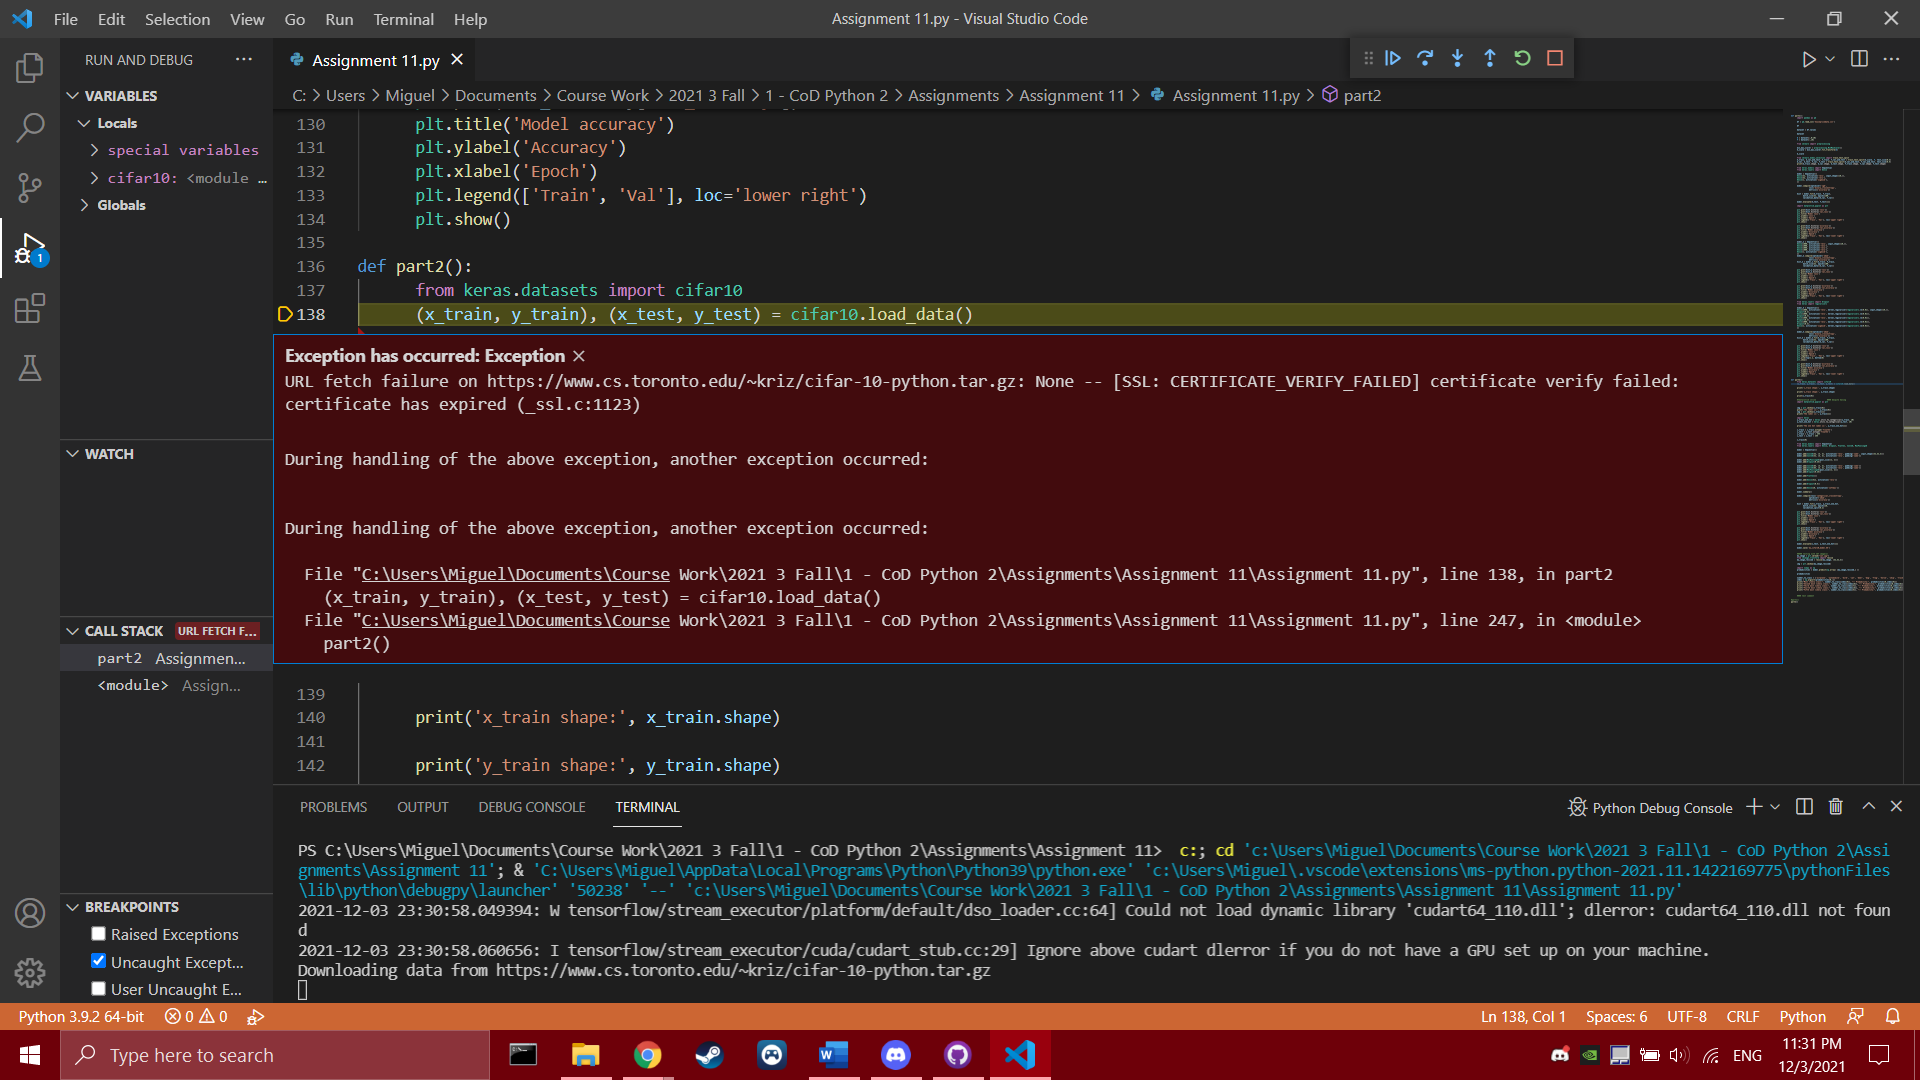 File Edit Selection View Go Run Terminal Help
Assignment 11.py - Visual Studio Code
RUN AND DEBUG
Assignment 11.py
VARIABLES
Locals
special variables
cifar10: <module ...
Globals
C: > Users > Miguel > Documents > Course Work > 2021 3 Fall > 1 - CoD Python 2 > Assignments > Assignment 11 > Assignment 11.py > part2
130 plt.title('Model accuracy')
131 plt.ylabel('Accuracy')
132 plt.xlabel('Epoch')
133 plt.legend(['Train', 'Val'], loc='lower right')
134 plt.show()
135
136 def part2():
137 from keras.datasets import cifar10
138 (x_train, y_train), (x_test, y_test) = cifar10.load_data()
Exception has occurred: Exception
URL fetch failure on https://www.cs.toronto.edu/~kriz/cifar-10-python.tar.gz: None -- [SSL: CERTIFICATE_VERIFY_FAILED] certificate verify failed:
certificate has expired (_ssl.c:1123)
During handling of the above exception, another exception occurred:
During handling of the above exception, another exception occurred:
File "C:\Users\Miguel\Documents\Course Work\2021 3 Fall\1 - CoD Python 2\Assignments\Assignment 11\Assignment 11.py", line 138, in part2
(x_train, y_train), (x_test, y_test) = cifar10.load_data()
File "C:\Users\Miguel\Documents\Course Work\2021 3 Fall\1 - CoD Python 2\Assignments\Assignment 11\Assignment 11.py", line 247, in <module>
part2()
139
140 print('x_train shape:', x_train.shape)
141
142 print('y_train shape:', y_train.shape)
WATCH
CALL STACK URL FETCH F...
part2 Assignmen...
<module> Assign...
BREAKPOINTS
Raised Exceptions
Uncaught Except...
User Uncaught E...
PROBLEMS OUTPUT DEBUG CONSOLE TERMINAL
Python Debug Console
PS C:\Users\Miguel\Documents\Course Work\2021 3 Fall\1 - CoD Python 2\Assignments\Assignment 11> c:; cd 'c:\Users\Miguel\Documents\Course Work\2021 3 Fall\1 - CoD Python 2\Assi
gnments\Assignment 11'; & 'C:\Users\Miguel\AppData\Local\Programs\Python\Python39\python.exe' 'c:\Users\Miguel\.vscode\extensions\ms-python.python-2021.11.1422169775\pythonFiles
\lib\python\debugpy\launcher' '50238' '--' 'c:\Users\Miguel\Documents\Course Work\2021 3 Fall\1 - CoD Python 2\Assignments\Assignment 11\Assignment 11.py'
2021-12-03 23:30:58.049394: W tensorflow/stream_executor/platform/default/dso_loader.cc:64] Could not load dynamic library 'cudart64_110.dll'; dlerror: cudart64_110.dll not foun
d
2021-12-03 23:30:58.060656: I tensorflow/stream_executor/cuda/cudart_stub.cc:29] Ignore above cudart dlerror if you do not have a GPU set up on your machine.
Downloading data from https://www.cs.toronto.edu/~kriz/cifar-10-python.tar.gz
Python 3.9.2 64-bit 0 0
Ln 138, Col 1 Spaces: 6 UTF-8 CRLF Python
Type here to search
ENG
11:31 PM
12/3/2021